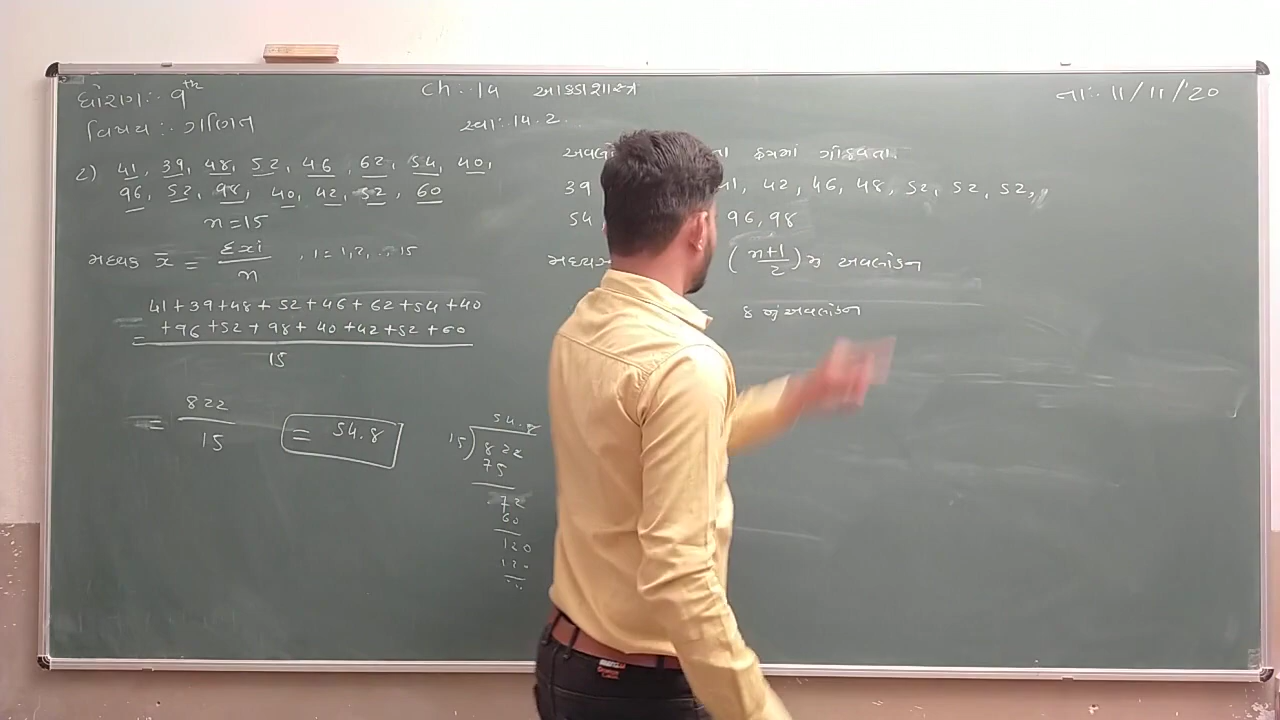 ધોરણ:- 9th
Ch :- 14 આંકડાશાસ્ત્ર
તા:- 11/11/'20
વિષય:- ગણિત
સ્વા:- 14.2
2) 41, 39, 48, 52, 46, 62, 54, 40,
96, 52, 98, 40, 42, 52, 60
n = 15
મધ્યક x̄ = Σxi / n , i = 1, 2, ... 15
41 + 39 + 48 + 52 + 46 + 62 + 54 + 40
= + 96 + 52 + 98 + 40 + 42 + 52 + 60
15
= 822 / 15
= 54.8
54.8
15) 822
75
72
60
120
120
ક્રમમાં ગોઠવતા.
39 41, 42, 46, 48, 52, 52, 52,
54 96, 98
(n+1 / 2) મુ અવલોકન
8 મું અવલોકન